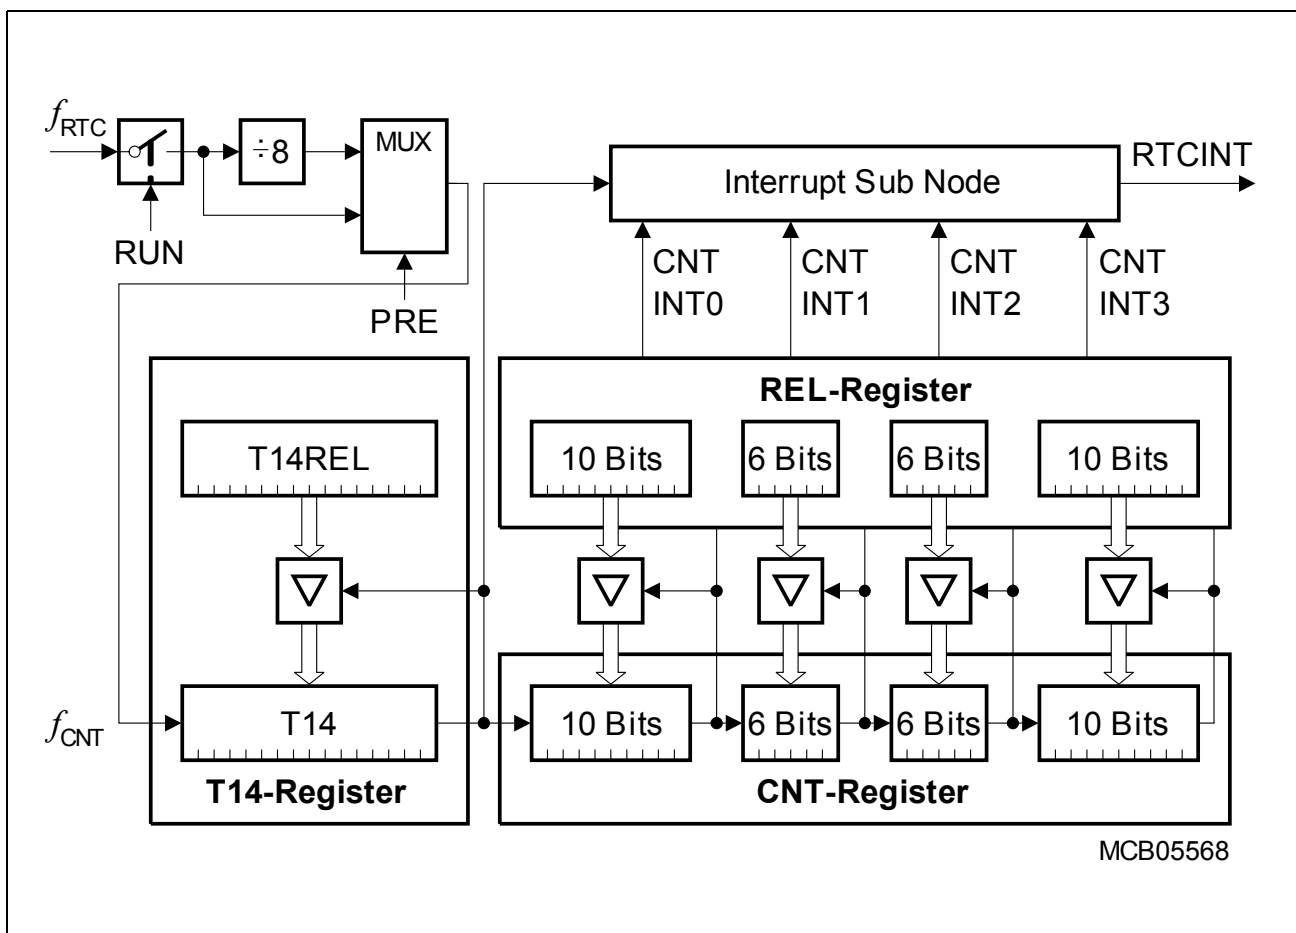 fRTC
÷8
MUX
RUN
PRE
Interrupt Sub Node
RTCINT
CNT INT0
CNT INT1
CNT INT2
CNT INT3
REL-Register
T14REL
10 Bits
6 Bits
6 Bits
10 Bits
fCNT
T14
10 Bits
6 Bits
6 Bits
10 Bits
T14-Register
CNT-Register
MCB05568